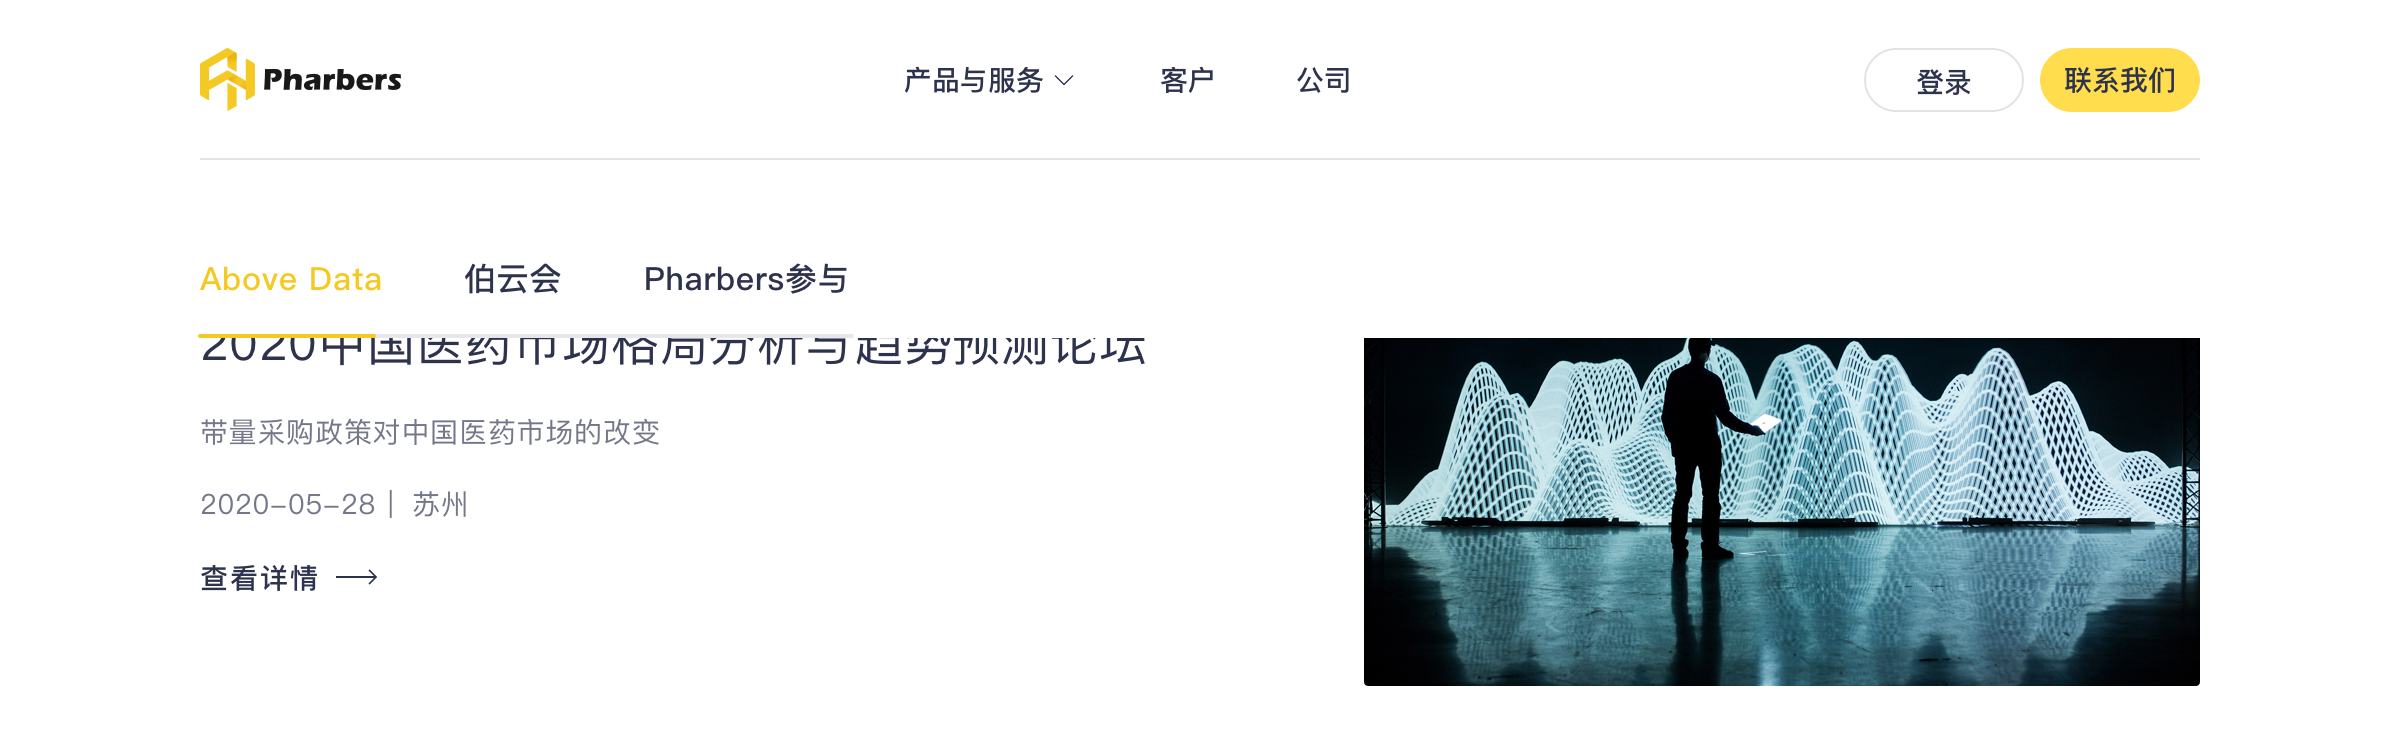 Pharbers
产品与服务
客户
公司
登录
联系我们
Above Data
伯云会
Pharbers参与
2020中国医药市场格局分析与趋势预测论坛
带量采购政策对中国医药市场的改变
2020-05-28 | 苏州
查看详情